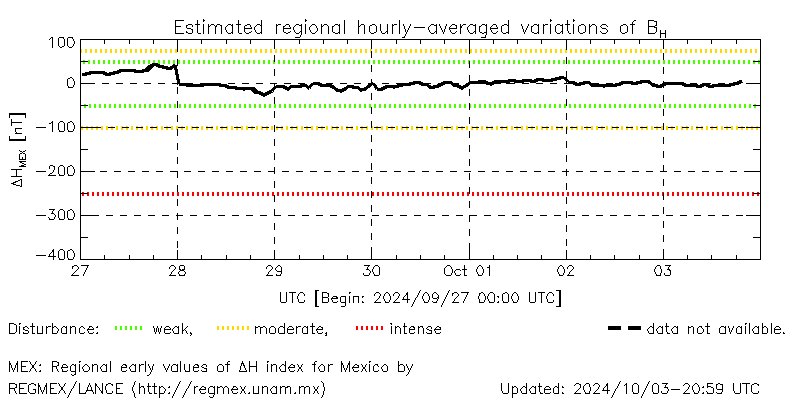 Estimated regional hourly-averaged variations of BH
100
0
-100
-200
-300
-400
ΔHMEX [nT]
27 28 29 30 Oct 01 02 03
UTC [Begin: 2024/09/27 00:00 UTC]
Disturbance: weak, moderate, intense data not available.
MEX: Regional early values of ΔH index for Mexico by
REGMEX/LANCE (http://regmex.unam.mx) Updated: 2024/10/03-20:59 UTC